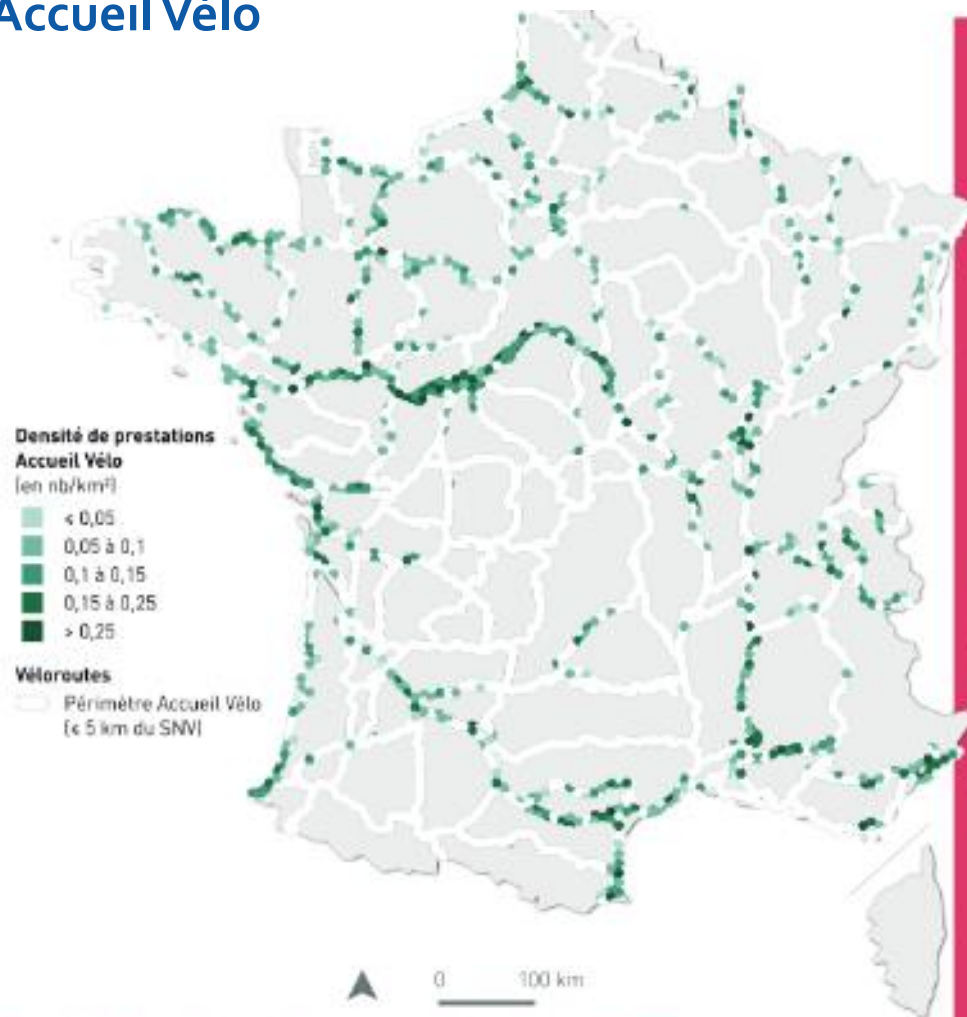 Accueil Vélo
Densité de prestations
Accueil Vélo
(en nb/km²)
< 0,05
0,05 à 0,1
0,1 à 0,15
0,15 à 0,25
> 0,25
Véloroutes
Périmètre Accueil Vélo
(< 5 km du SNV)
0 100 km